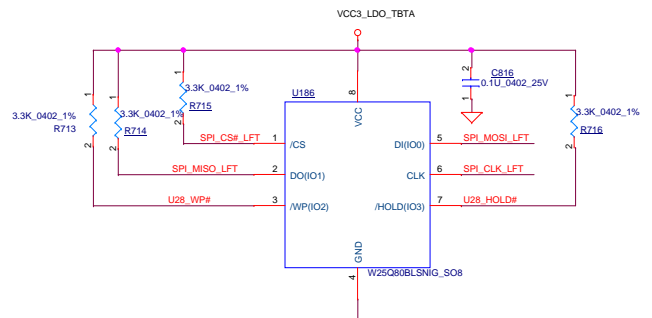 VCC3_LDO_TBTA
1
3.3K_0402_1%
R713
2
1
3.3K_0402_1%
R714
2
1
3.3K_0402_1%
R715
2
2
C816
0.1U_0402_25V
1
1
3.3K_0402_1%
R716
2
U186
8
VCC
SPI_CS#_LFT
1
/CS
DI(IO0)
5
SPI_MOSI_LFT
SPI_MISO_LFT
2
DO(IO1)
CLK
6
SPI_CLK_LFT
U28_WP#
3
/WP(IO2)
/HOLD(IO3)
7
U28_HOLD#
GND
4
W25Q80BLSNIG_SO8